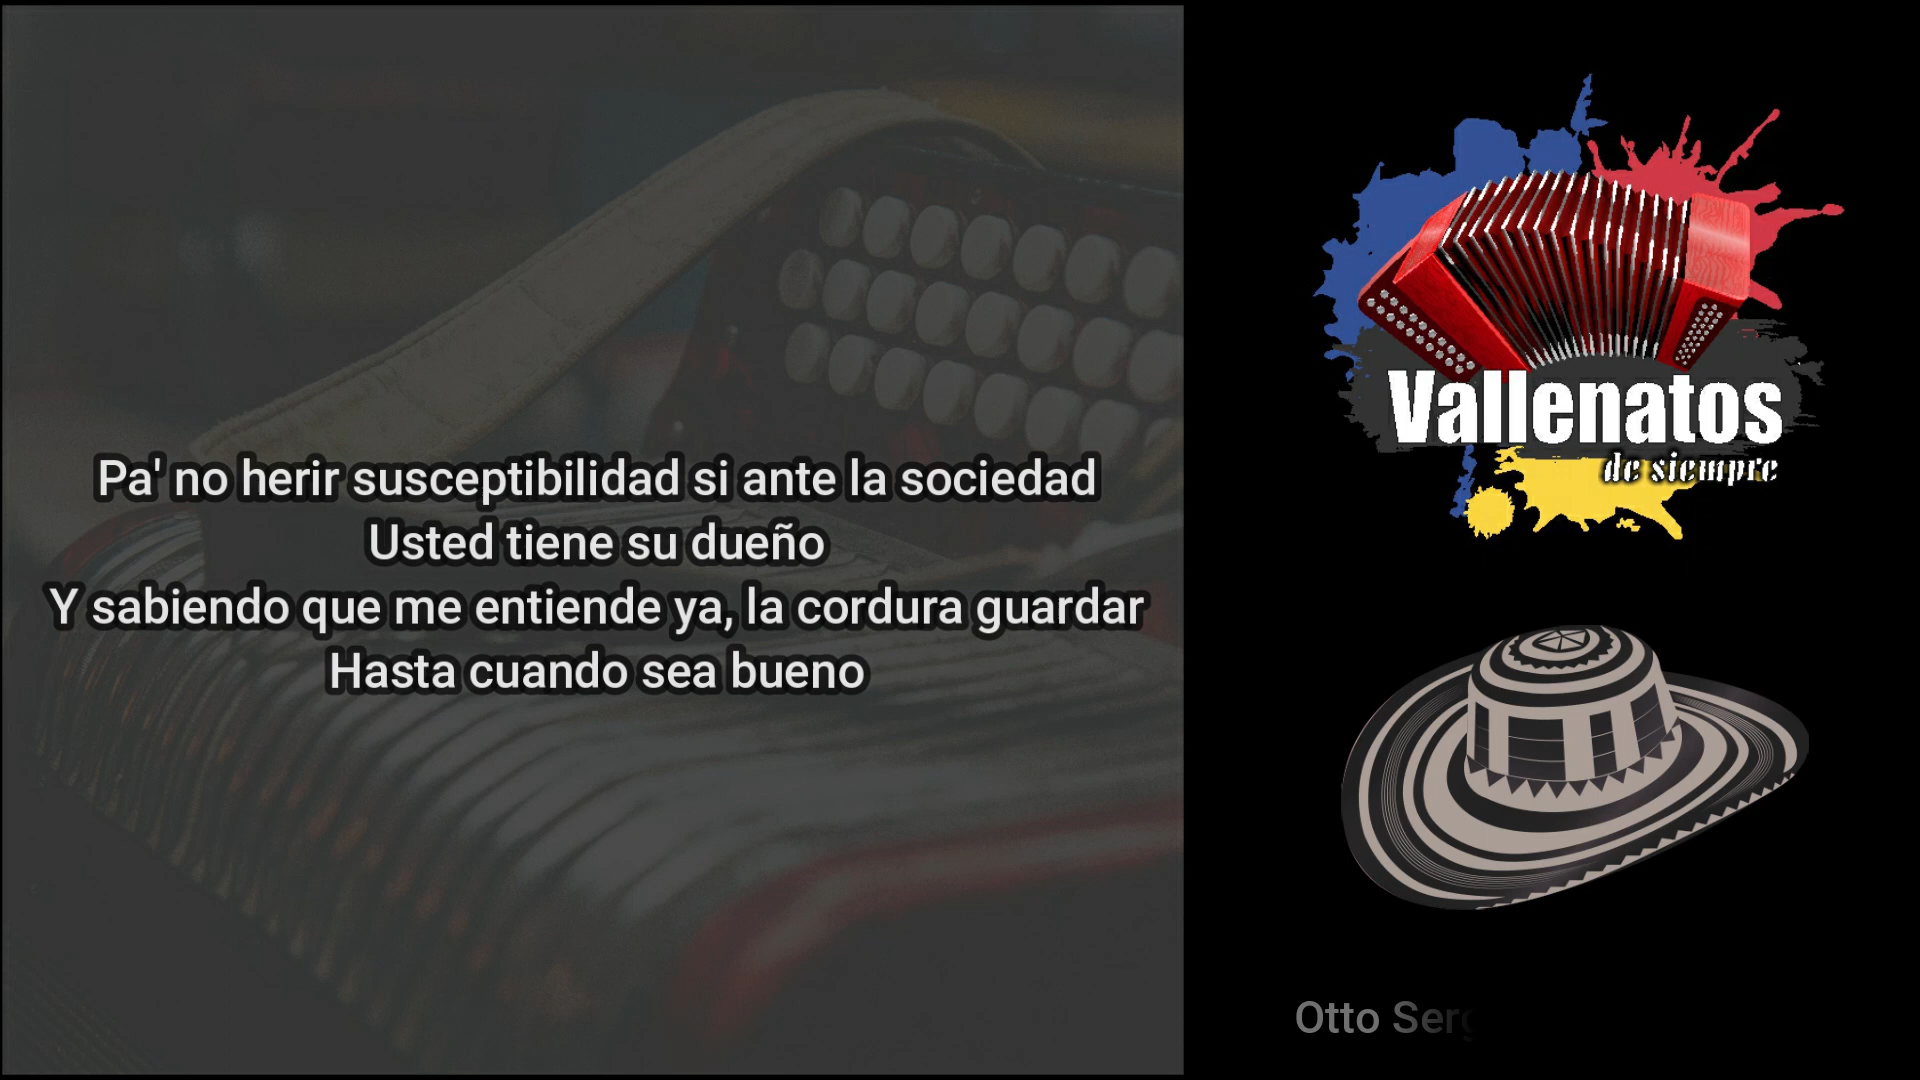 Pa' no herir susceptibilidad si ante la sociedad
Usted tiene su dueño
Y sabiendo que me entiende ya, la cordura guardar
Hasta cuando sea bueno
Vallenatos
de siempre
Otto